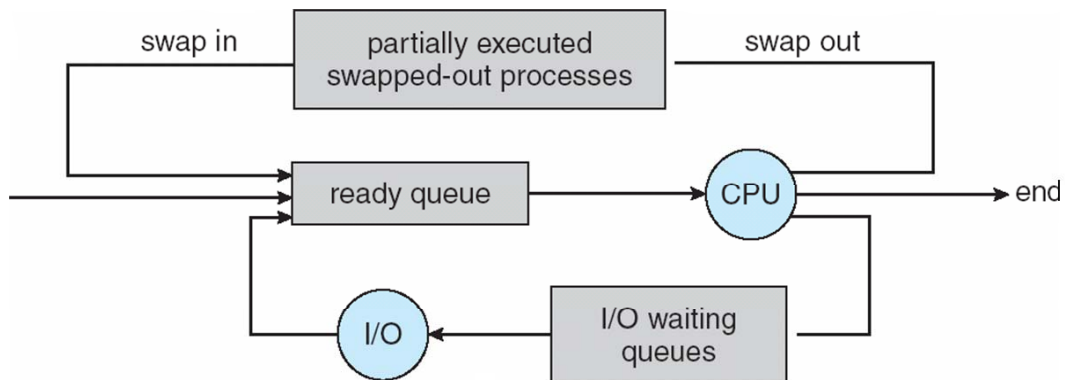 swap in
partially executed
swapped-out processes
swap out
ready queue
CPU
end
I/O
I/O waiting
queues